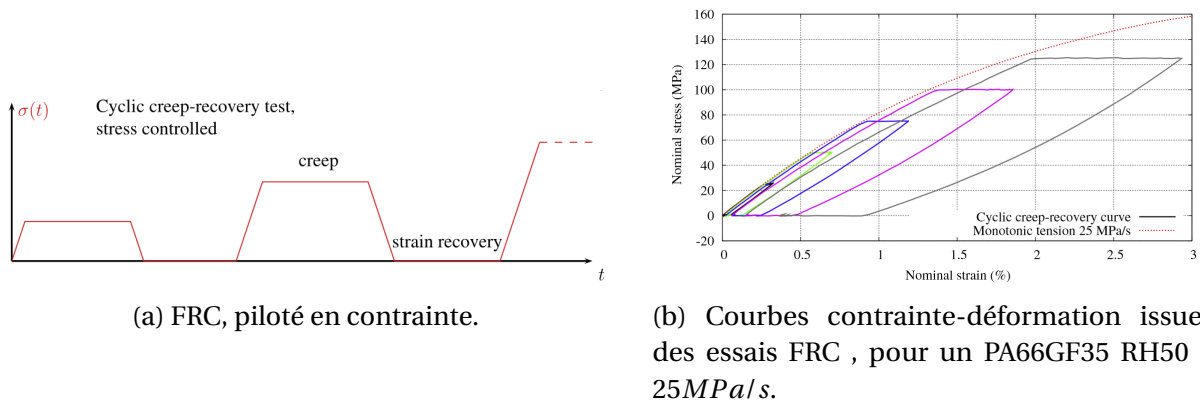 σ(t)
Cyclic creep-recovery test,
stress controlled
creep
strain recovery
t
(a) FRC, piloté en contrainte.
160
140
120
100
80
60
40
20
0
-20
Nominal stress (MPa)
Cyclic creep-recovery curve
Monotonic tension 25 MPa/s
0 0.5 1 1.5 2 2.5 3
Nominal strain (%)
(b) Courbes contrainte-déformation issue
des essais FRC , pour un PA66GF35 RH50
25MPa/s.